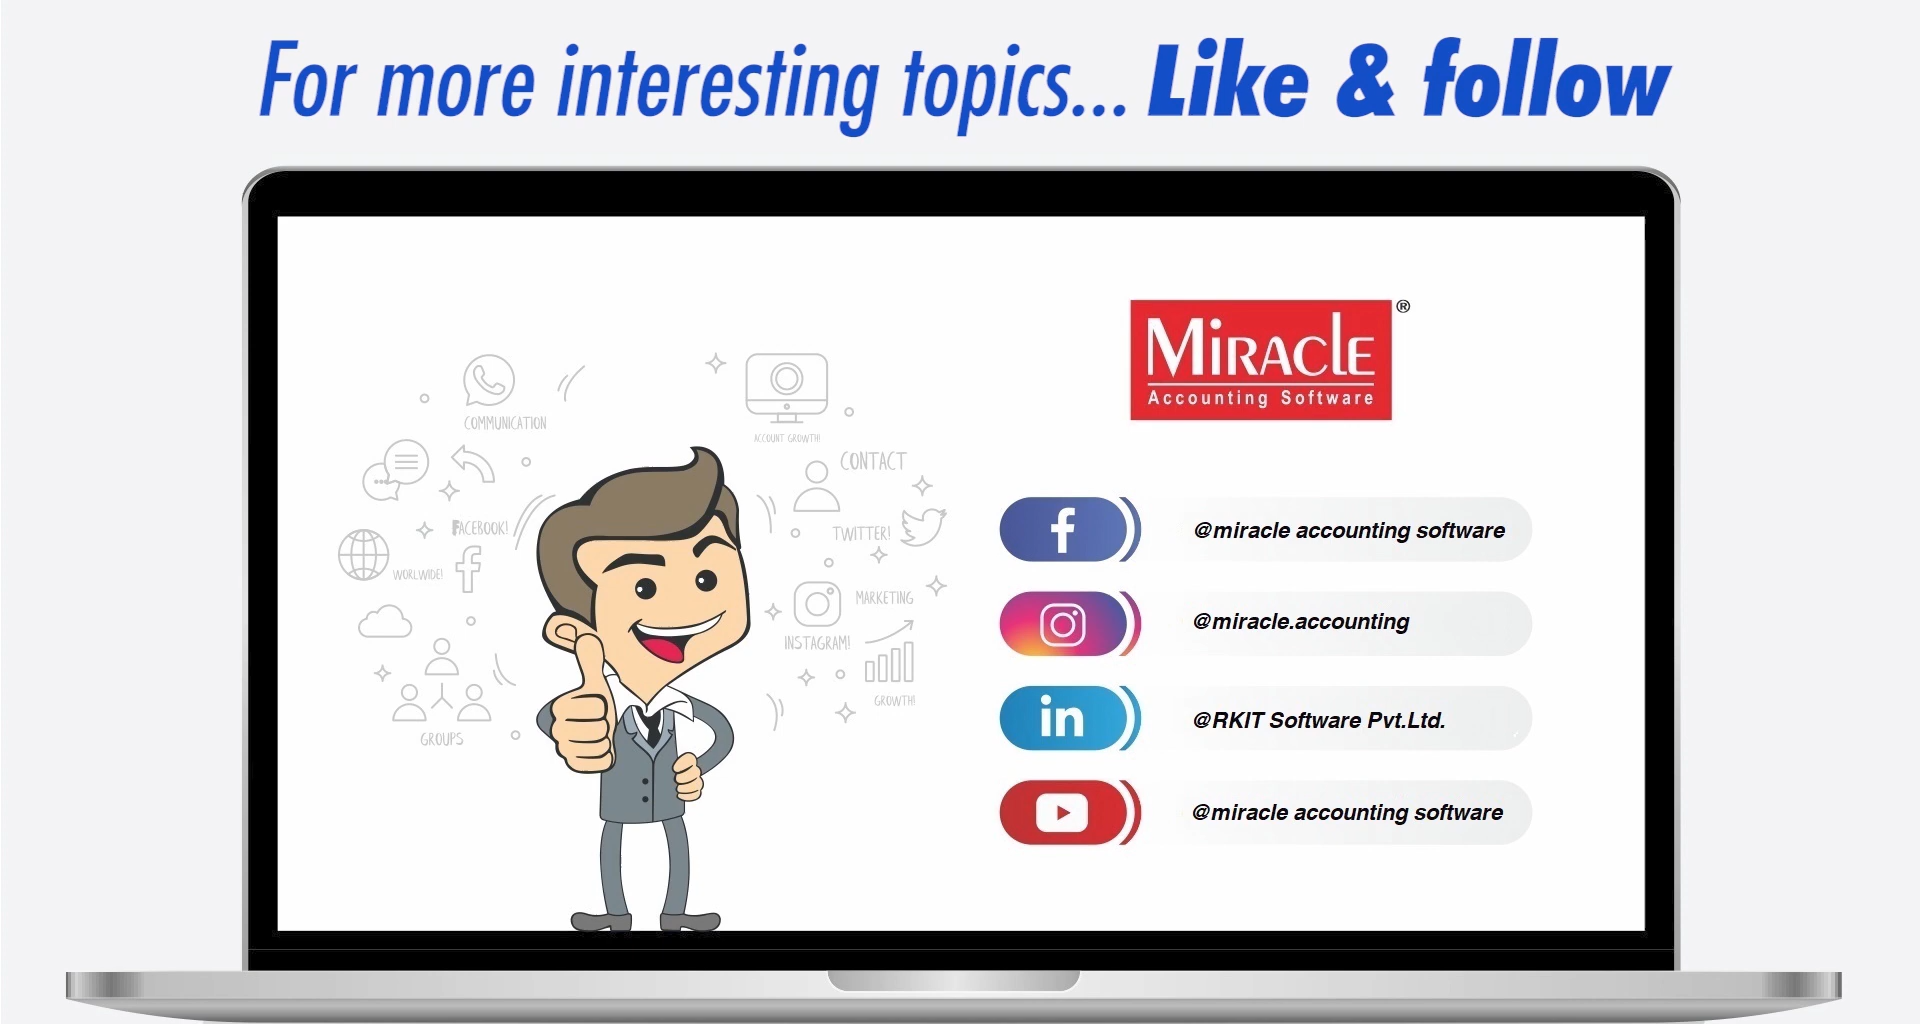 For more interesting topics... Like & follow
MiRAClE ®
Accounting Software
COMMUNICATION
ACCOUNT GROWTH!
CONTACT
FACEBOOK!
TWITTER!
WORLWIDE!
MARKETING
INSTAGRAM!
GROWTH!
GROUPS
@miracle accounting software
@miracle.accounting
in
@RKIT Software Pvt.Ltd.
@miracle accounting software